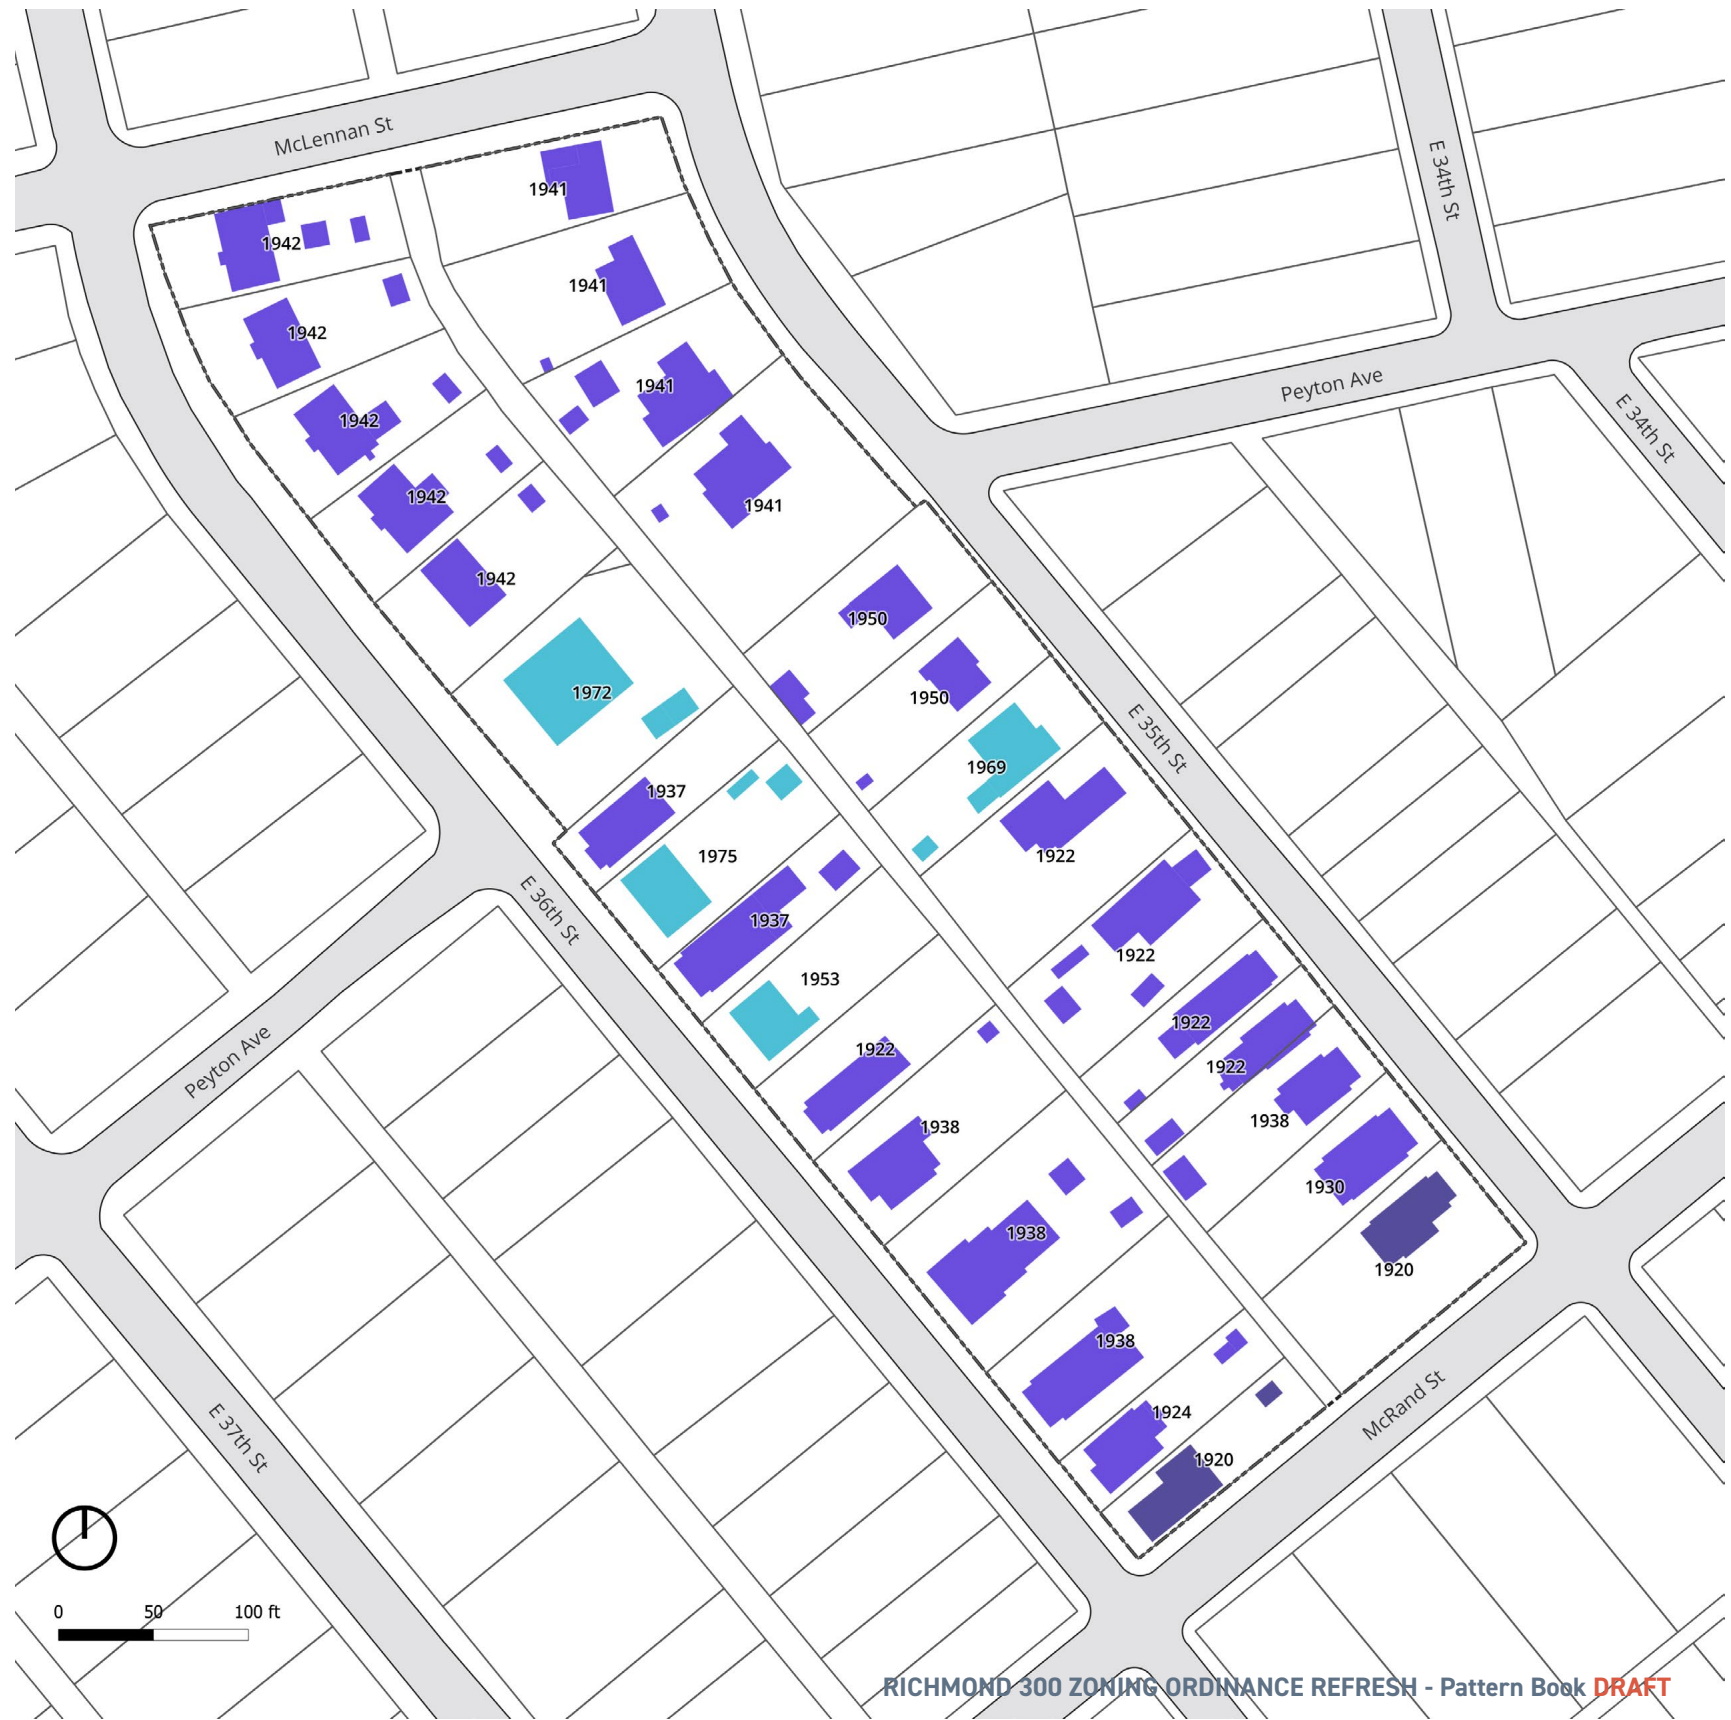 McLennan St
E 34th St
1941
1942
1941
1942
Peyton Ave
1941
1942
E 34th St
1942
1941
1942
1950
1972
1950
E 35th St
1969
1937
1975
1922
1937
E 36th St
1922
1953
1922
1922
1922
Peyton Ave
1938
1938
1930
1938
1920
1938
McRand St
1924
E 37th St
1920
0 50 100 ft
RICHMOND 300 ZONING ORDINANCE REFRESH - Pattern Book DRAFT